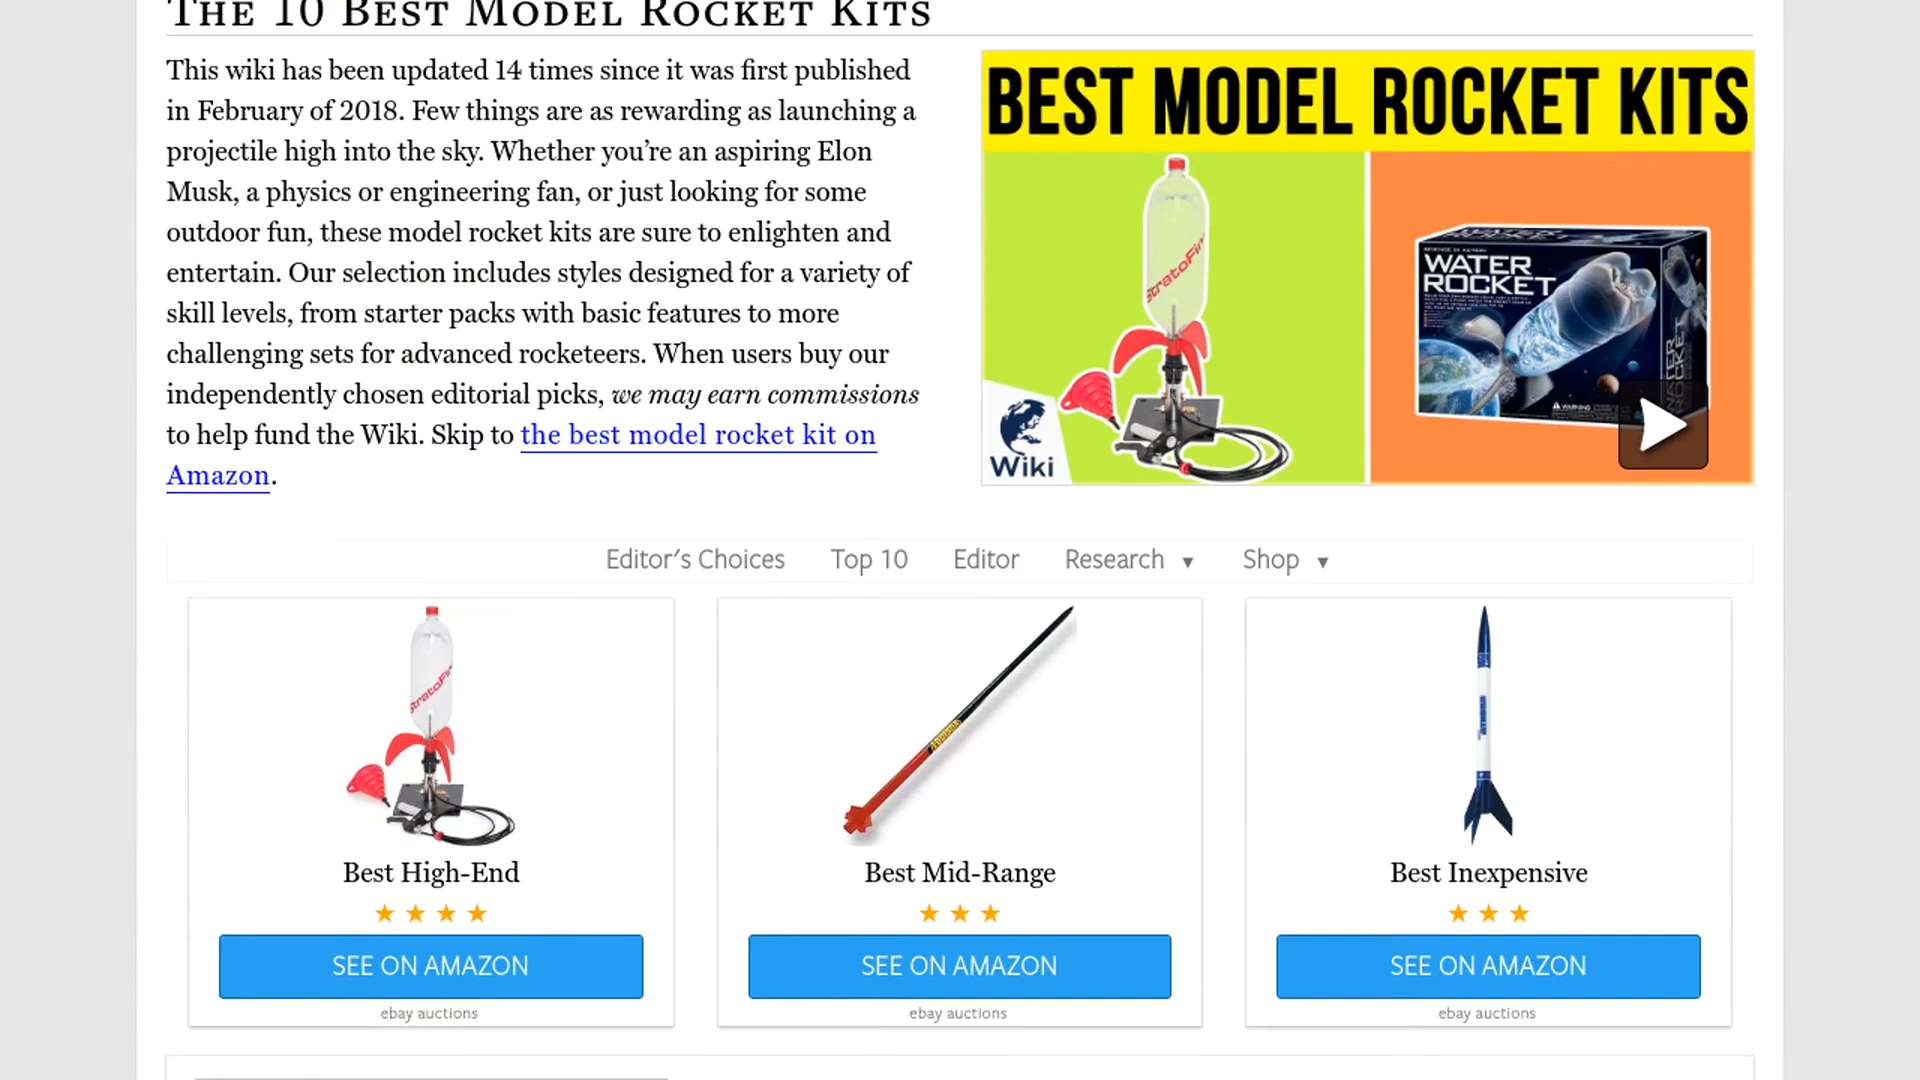 THE 10 BEST MODEL ROCKET KITS
This wiki has been updated 14 times since it was first published
in February of 2018. Few things are as rewarding as launching a
projectile high into the sky. Whether you’re an aspiring Elon
Musk, a physics or engineering fan, or just looking for some
outdoor fun, these model rocket kits are sure to enlighten and
entertain. Our selection includes styles designed for a variety of
skill levels, from starter packs with basic features to more
challenging sets for advanced rocketeers. When users buy our
independently chosen editorial picks, we may earn commissions
to help fund the Wiki. Skip to the best model rocket kit on
Amazon.
BEST MODEL ROCKET KITS
StratoFin
SCIENCE IN ACTION
WATER
ROCKET
WARNING
Wiki
Editor’s Choices Top 10 Editor Research ▼ Shop ▼
StratoFin
Best High-End
★ ★ ★ ★
SEE ON AMAZON
ebay auctions
Best Mid-Range
★ ★ ★
SEE ON AMAZON
ebay auctions
Best Inexpensive
★ ★ ★
SEE ON AMAZON
ebay auctions